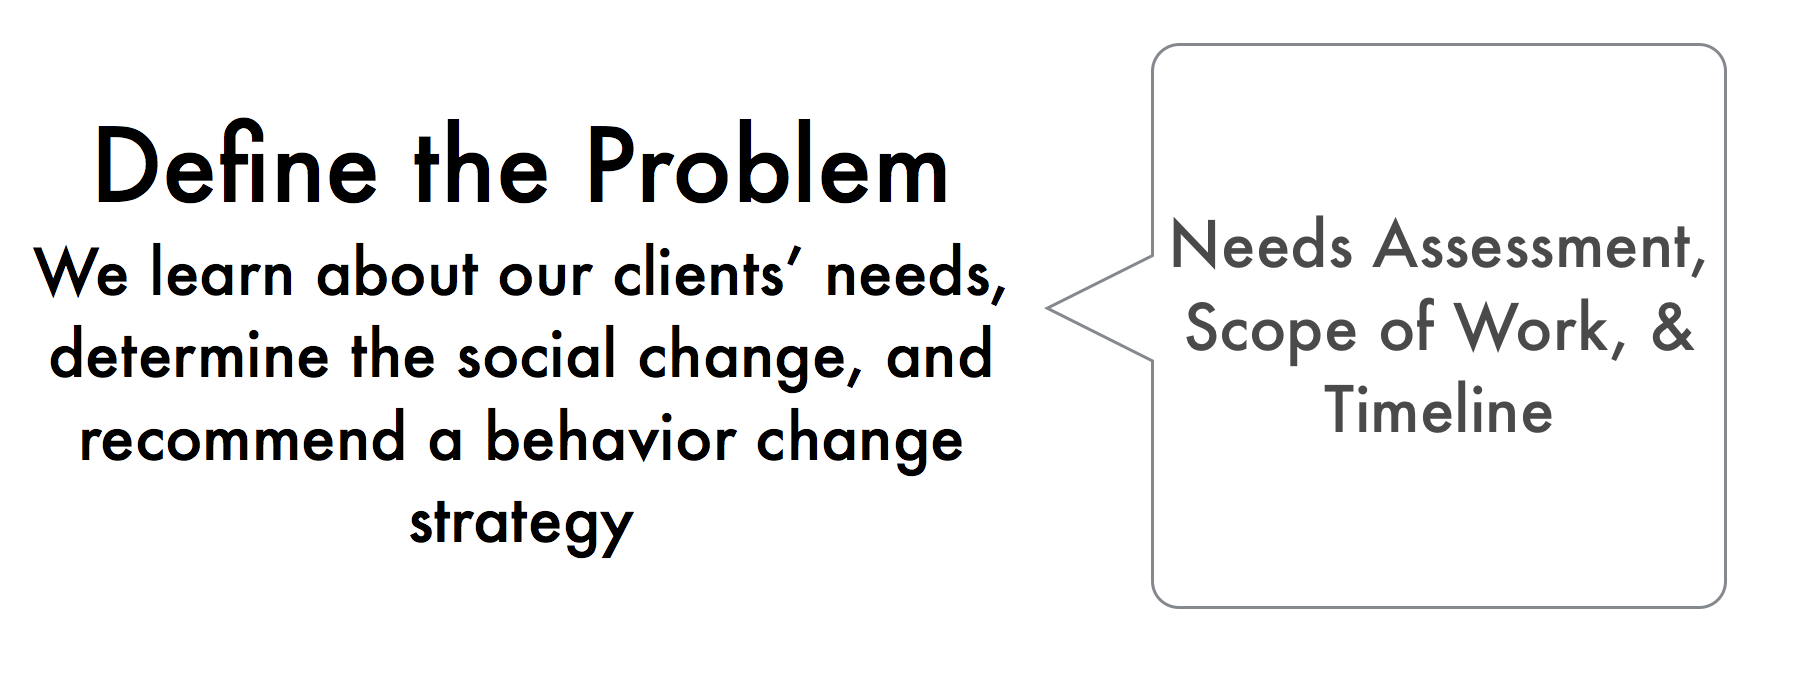 Define the Problem
We learn about our clients’ needs,
determine the social change, and
recommend a behavior change
strategy
Needs Assessment,
Scope of Work, &
Timeline